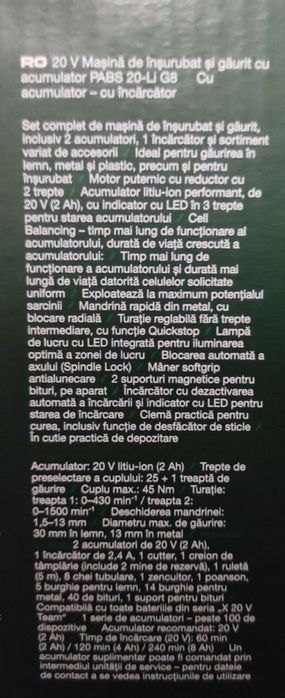 RO 20 V Mașină de înșurubat și găurit cu
acumulator PABS 20-Li G8 / Cu
acumulator – cu încărcător
Set complet de mașină de înșurubat și găurit,
inclusiv 2 acumulatori, 1 încărcător și sortiment
variat de accesorii / Ideal pentru găurirea în
lemn, metal și plastic, precum și pentru
înșurubat / Motor puternic cu reductor cu
2 trepte / Acumulator litiu-ion performant, de
20 V (2 Ah), cu indicator cu LED în 3 trepte
pentru starea acumulatorului / Cell
Balancing – timp mai lung de funcționare al
acumulatorului, durată de viață crescută a
acumulatorului: / Timp mai lung de
funcționare a acumulatorului și durată mai
lungă de viață datorită celulelor solicitate
uniform / Exploatează la maximum potențialul
sarcinii / Mandrină rapidă din metal, cu
blocare radială / Turație reglabilă fără trepte
intermediare, cu funcție Quickstop / Lampă
de lucru cu LED integrată pentru iluminarea
optimă a zonei de lucru / Blocarea automată a
axului (Spindle Lock) / Mâner softgrip
antialunecare / 2 suporturi magnetice pentru
bituri, pe aparat / Încărcător cu dezactivarea
automată a încărcării și indicator cu LED pentru
starea de încărcare / Clemă practică pentru
curea, inclusiv funcție de desfăcător de sticle /
În cutie practică de depozitare
Acumulator: 20 V litiu-ion (2 Ah) / Trepte de
preselectare a cuplului: 25 + 1 treaptă de
găurire / Cuplu max.: 45 Nm / Turație:
treapta 1: 0–430 min⁻¹ / treapta 2:
0–1500 min⁻¹ / Deschiderea mandrinei:
1,5–13 mm / Diametru max. de găurire:
30 mm în lemn, 13 mm în metal
2 acumulatori de 20 V (2 Ah),
1 încărcător de 2,4 A, 1 cutter, 1 creion de
tâmplărie (include 2 mine de rezervă), 1 ruletă
(5 m), 6 chei tubulare, 1 zencuitor, 1 poanson,
5 burghie pentru lemn, 14 burghie pentru
metal, 40 de bituri, 1 suport pentru bituri
Compatibilă cu toate bateriile din seria „X 20 V
Team” / 1 serie de acumulatori – peste 100 de
dispozitive / Acumulator recomandat: 20 V
(2 Ah) / Timp de încărcare (20 V): 60 min
(2 Ah) / 120 min (4 Ah) / 240 min (8 Ah) / Un
acumulator suplimentar poate fi comandat prin
intermediul unității de service – pentru datele
de contact a se vedea instrucțiunile de utilizare